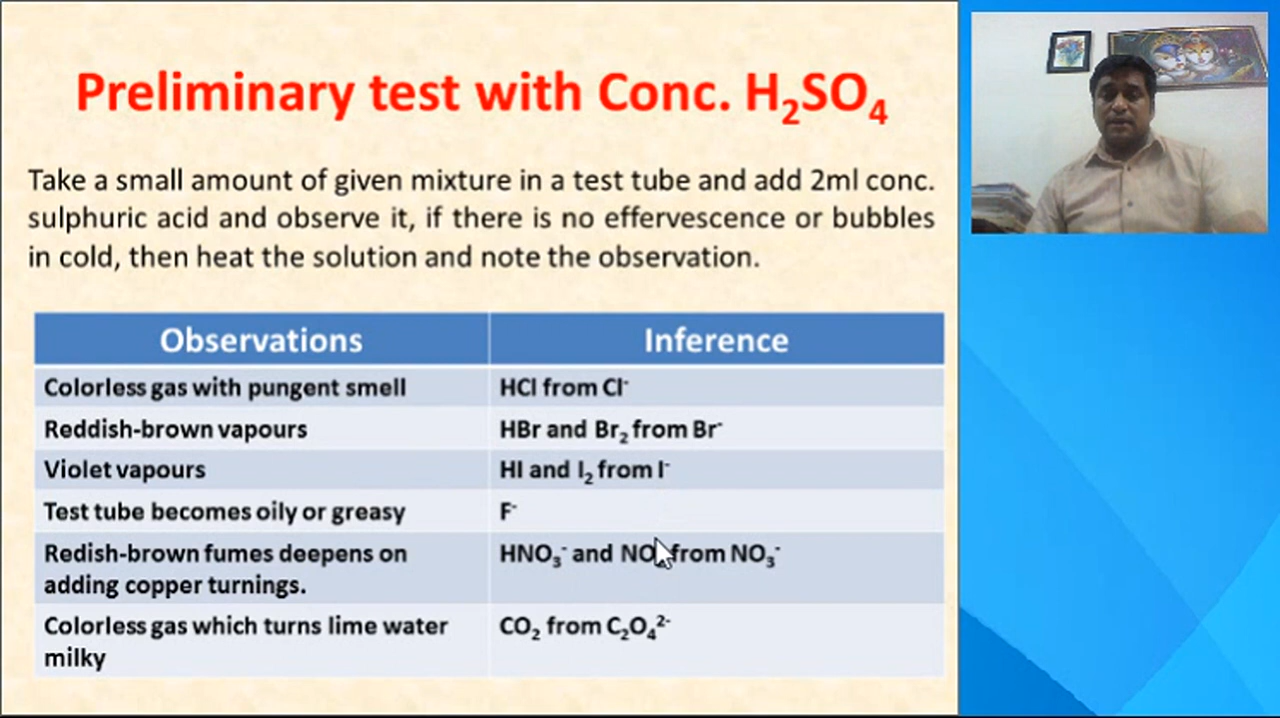 Preliminary test with Conc. H₂SO₄
Take a small amount of given mixture in a test tube and add 2ml conc.
sulphuric acid and observe it, if there is no effervescence or bubbles
in cold, then heat the solution and note the observation.
Observations Inference
Colorless gas with pungent smell HCl from Cl⁻
Reddish-brown vapours HBr and Br₂ from Br⁻
Violet vapours HI and I₂ from I⁻
Test tube becomes oily or greasy F⁻
Redish-brown fumes deepens on HNO₃⁻ and NO from NO₃⁻
adding copper turnings.
Colorless gas which turns lime water CO₂ from C₂O₄²⁻
milky